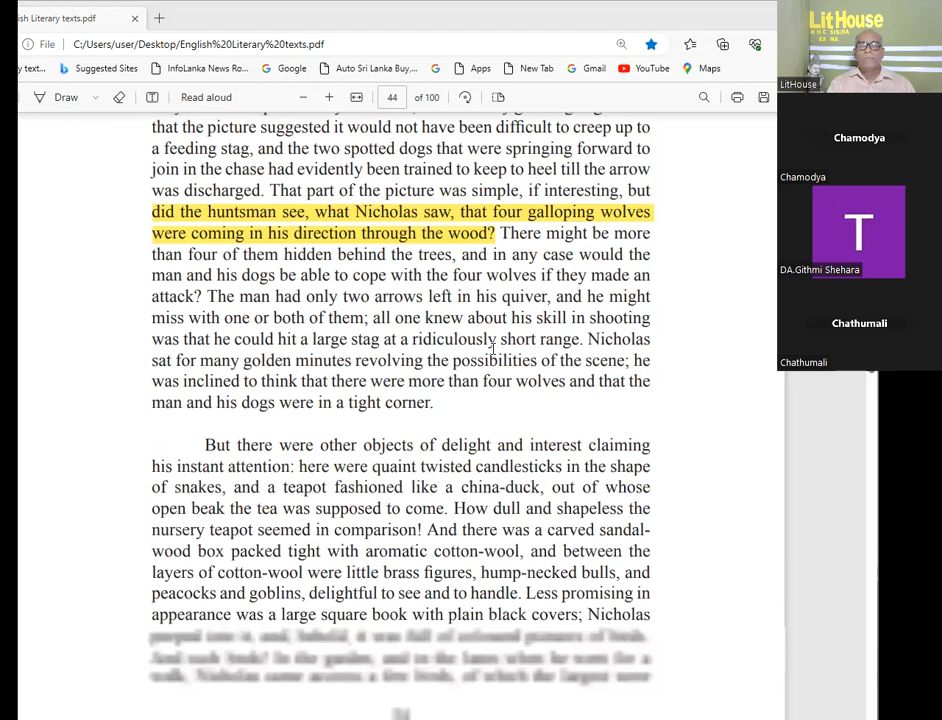 sh Literary texts.pdf
File C:/Users/user/Desktop/English%20Literary%20texts.pdf
text... Suggested Sites InfoLanka News Ro... Google Auto Sri Lanka Buy,... Apps New Tab Gmail YouTube Maps
Draw Read aloud 44 of 100
that the picture suggested it would not have been difficult to creep up to
a feeding stag, and the two spotted dogs that were springing forward to
join in the chase had evidently been trained to keep to heel till the arrow
was discharged. That part of the picture was simple, if interesting, but
did the huntsman see, what Nicholas saw, that four galloping wolves
were coming in his direction through the wood? There might be more
than four of them hidden behind the trees, and in any case would the
man and his dogs be able to cope with the four wolves if they made an
attack? The man had only two arrows left in his quiver, and he might
miss with one or both of them; all one knew about his skill in shooting
was that he could hit a large stag at a ridiculously short range. Nicholas
sat for many golden minutes revolving the possibilities of the scene; he
was inclined to think that there were more than four wolves and that the
man and his dogs were in a tight corner.
But there were other objects of delight and interest claiming
his instant attention: here were quaint twisted candlesticks in the shape
of snakes, and a teapot fashioned like a china-duck, out of whose
open beak the tea was supposed to come. How dull and shapeless the
nursery teapot seemed in comparison! And there was a carved sandal-
wood box packed tight with aromatic cotton-wool, and between the
layers of cotton-wool were little brass figures, hump-necked bulls, and
peacocks and goblins, delightful to see and to handle. Less promising in
appearance was a large square book with plain black covers; Nicholas
LitHouse
LitHouse
Chamodya
Chamodya
T
DA.Githmi Shehara
Chathumali
Chathumali